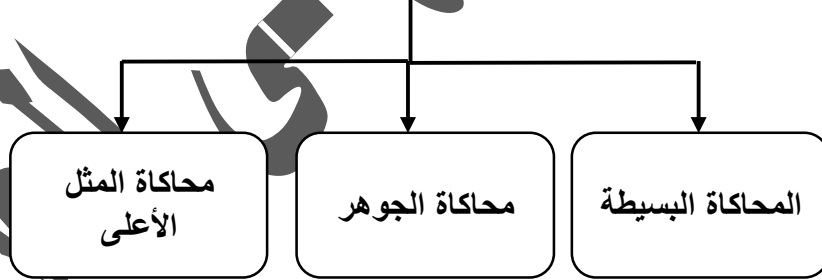 المحاكاة البسيطة
محاكاة الجوهر
محاكاة المثل
الأعلى